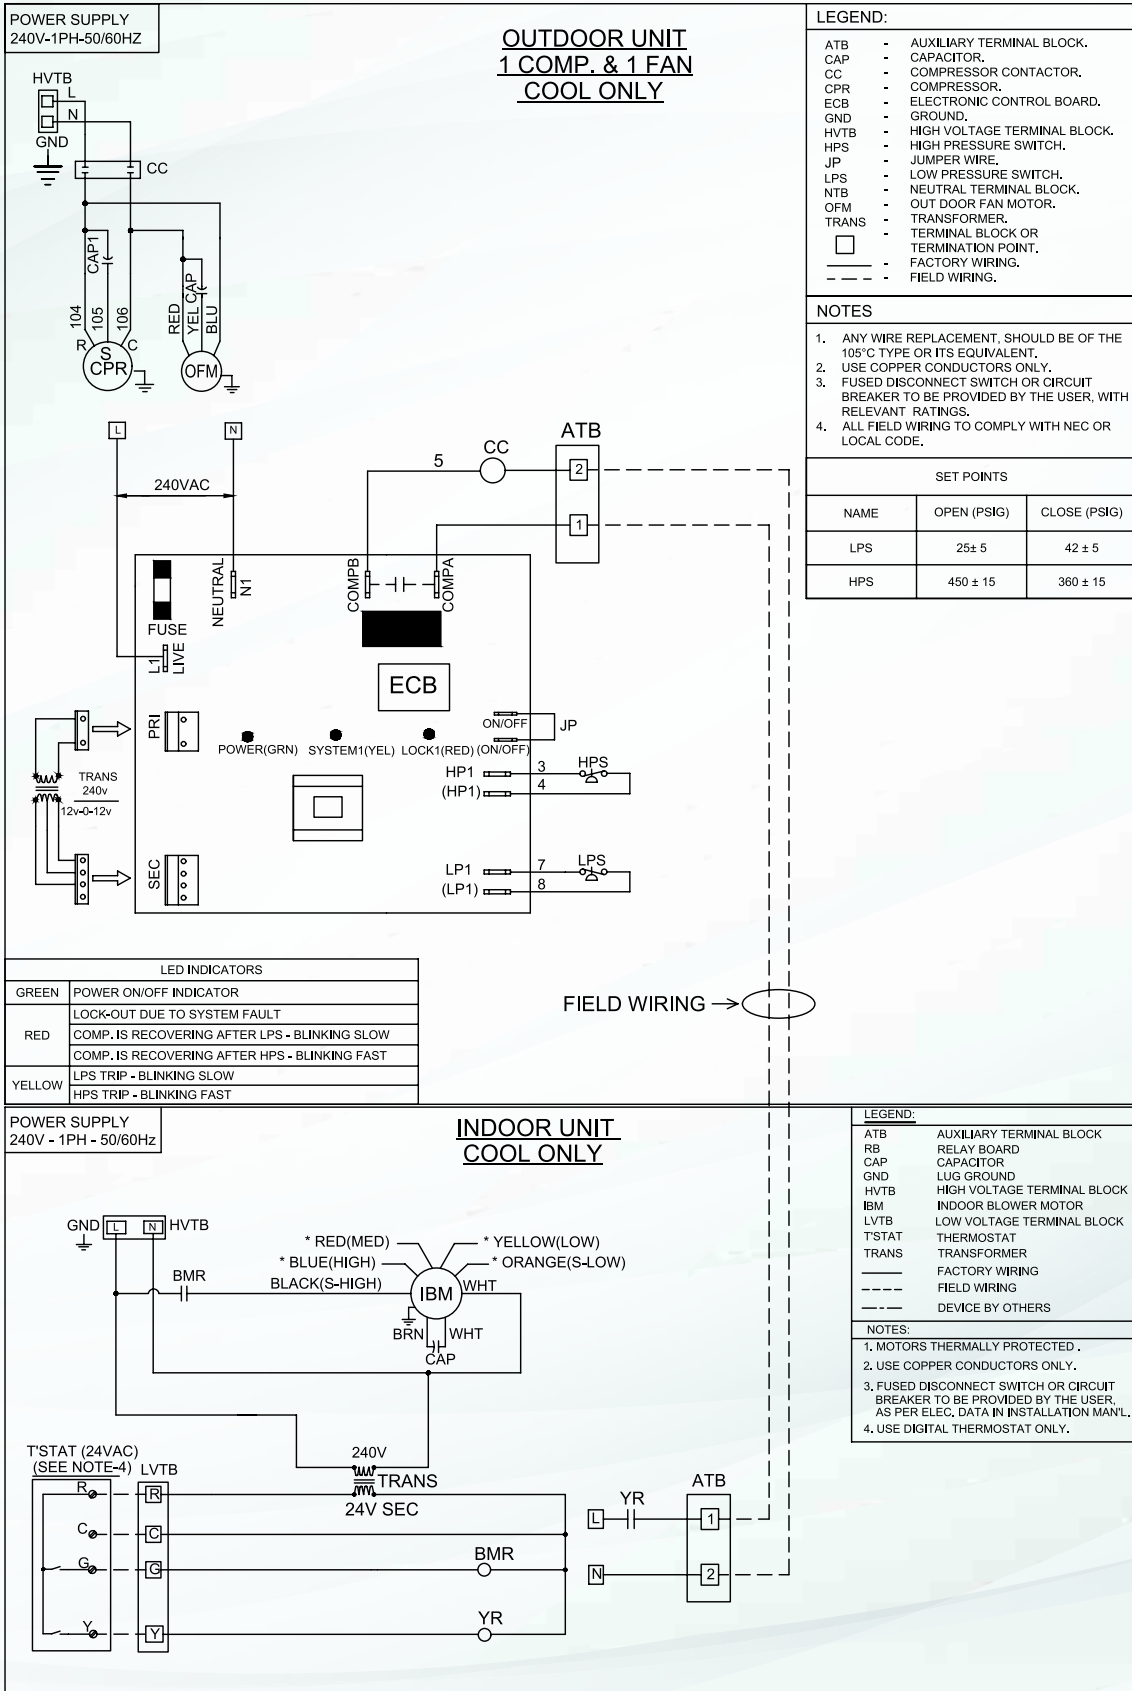 POWER SUPPLY
240V-1PH-50/60HZ
OUTDOOR UNIT
1 COMP. & 1 FAN
COOL ONLY
HVTB
L
N
GND
CC
CAP1
104
105
106
R
S
C
CPR
RED
YEL
CAP
BLU
OFM
LEGEND:
ATB - AUXILIARY TERMINAL BLOCK.
CAP - CAPACITOR.
CC - COMPRESSOR CONTACTOR.
CPR - COMPRESSOR.
ECB - ELECTRONIC CONTROL BOARD.
GND - GROUND.
HVTB - HIGH VOLTAGE TERMINAL BLOCK.
HPS - HIGH PRESSURE SWITCH.
JP - JUMPER WIRE.
LPS - LOW PRESSURE SWITCH.
NTB - NEUTRAL TERMINAL BLOCK.
OFM - OUT DOOR FAN MOTOR.
TRANS - TRANSFORMER.
- TERMINAL BLOCK OR
TERMINATION POINT.
- FACTORY WIRING.
- FIELD WIRING.
NOTES
1. ANY WIRE REPLACEMENT, SHOULD BE OF THE
105°C TYPE OR ITS EQUIVALENT.
2. USE COPPER CONDUCTORS ONLY.
3. FUSED DISCONNECT SWITCH OR CIRCUIT
BREAKER TO BE PROVIDED BY THE USER, WITH
RELEVANT RATINGS.
4. ALL FIELD WIRING TO COMPLY WITH NEC OR
LOCAL CODE.
SET POINTS
NAME OPEN (PSIG) CLOSE (PSIG)
LPS 25± 5 42 ± 5
HPS 450 ± 15 360 ± 15
L
N
240VAC
5
CC
ATB
2
1
FUSE
NEUTRAL
N1
COMPB
COMPA
L1
LIVE
ECB
PRI
POWER(GRN)
SYSTEM1(YEL)
LOCK1(RED)
ON/OFF
(ON/OFF)
JP
TRANS
240v
12v-0-12v
HP1
(HP1)
3
4
HPS
SEC
LP1
(LP1)
7
8
LPS
LED INDICATORS
GREEN POWER ON/OFF INDICATOR
RED
LOCK-OUT DUE TO SYSTEM FAULT
COMP. IS RECOVERING AFTER LPS - BLINKING SLOW
COMP. IS RECOVERING AFTER HPS - BLINKING FAST
YELLOW
LPS TRIP - BLINKING SLOW
HPS TRIP - BLINKING FAST
FIELD WIRING
POWER SUPPLY
240V - 1PH - 50/60Hz
INDOOR UNIT
COOL ONLY
GND
L
N
HVTB
BMR
* RED(MED)
* BLUE(HIGH)
BLACK(S-HIGH)
* YELLOW(LOW)
* ORANGE(S-LOW)
IBM
WHT
BRN
WHT
CAP
LEGEND:
ATB AUXILIARY TERMINAL BLOCK
RB RELAY BOARD
CAP CAPACITOR
GND LUG GROUND
HVTB HIGH VOLTAGE TERMINAL BLOCK
IBM INDOOR BLOWER MOTOR
LVTB LOW VOLTAGE TERMINAL BLOCK
T'STAT THERMOSTAT
TRANS TRANSFORMER
FACTORY WIRING
FIELD WIRING
DEVICE BY OTHERS
NOTES:
1. MOTORS THERMALLY PROTECTED .
2. USE COPPER CONDUCTORS ONLY.
3. FUSED DISCONNECT SWITCH OR CIRCUIT
BREAKER TO BE PROVIDED BY THE USER,
AS PER ELEC. DATA IN INSTALLATION MAN'L.
4. USE DIGITAL THERMOSTAT ONLY.
T'STAT (24VAC)
(SEE NOTE-4)
LVTB
240V
TRANS
24V SEC
R
R
C
C
G
G
BMR
Y
Y
YR
L
YR
N
ATB
1
2